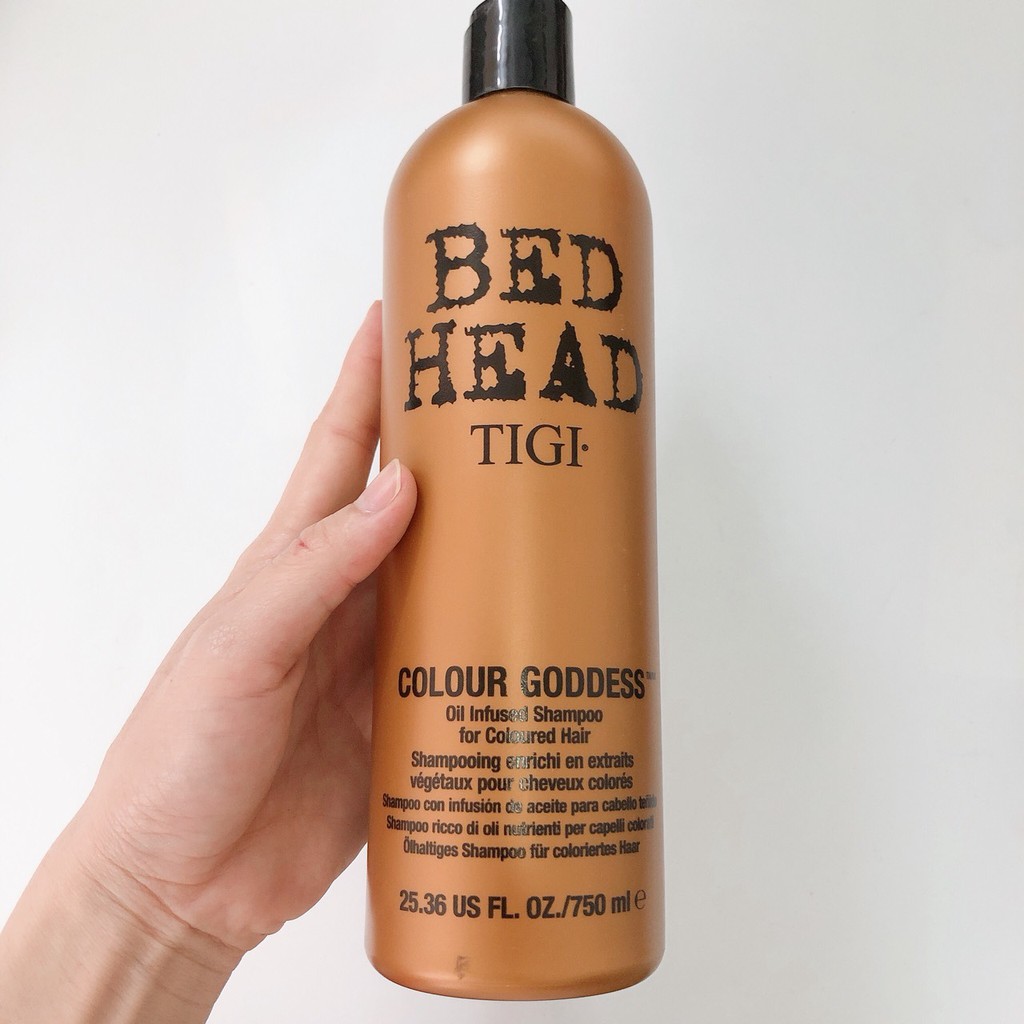 BED
HEAD
TIGI®
COLOUR GODDESS
Oil Infused Shampoo
for Coloured Hair
Shampooing enrichi en extraits
végétaux pour cheveux colorés
Shampoo con infusión de aceite para cabello
Shampoo ricco di oli nutrienti per capelli
Ölhaltiges Shampoo für coloriertes Haar
25.36 US FL. OZ./750 ml ℮